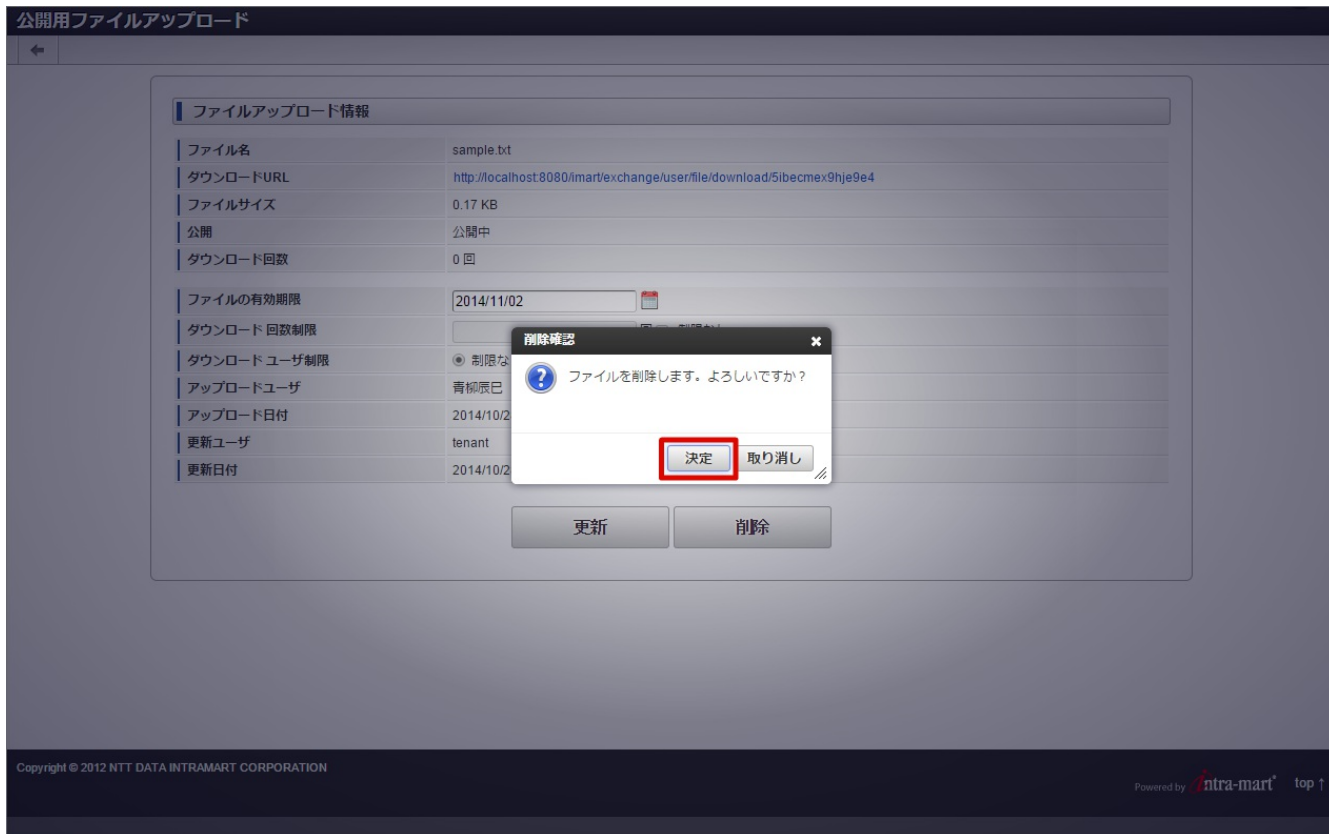 公開用ファイルアップロード
ファイルアップロード情報
ファイル名 sample.txt
ダウンロードURL http://localhost:8080/imart/exchange/user/file/download/5ibecmex9hje9e4
ファイルサイズ 0.17 KB
公開 公開中
ダウンロード回数 0 回
ファイルの有効期限 2014/11/02
ダウンロード 回数制限
ダウンロード ユーザ制限 制限な
アップロードユーザ 青柳辰巳
アップロード日付 2014/10/2
更新ユーザ tenant
更新日付 2014/10/2
削除確認
ファイルを削除します。よろしいですか？
決定 取り消し
更新 削除
Copyright © 2012 NTT DATA INTRAMART CORPORATION
Powered by intra-mart top ↑